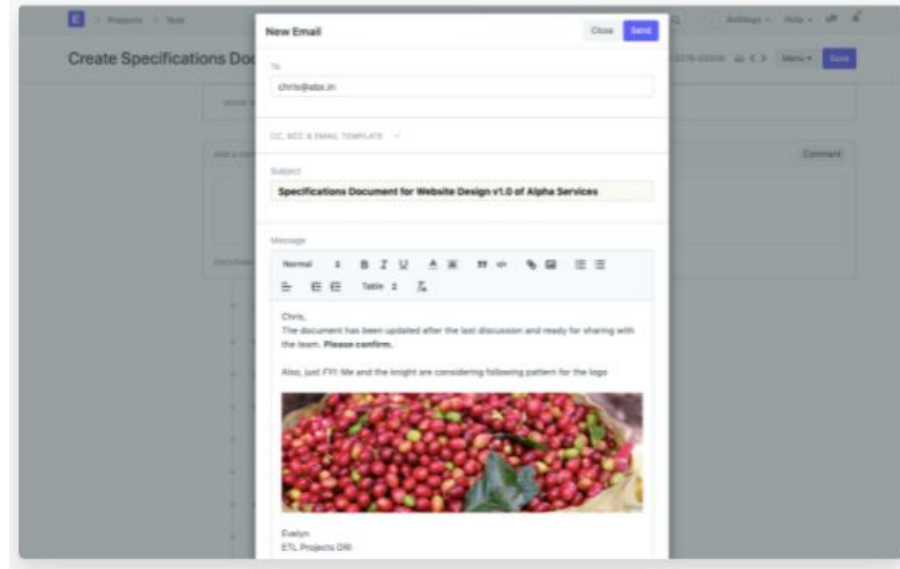 E Projects Task Settings Help
New Email Close Send
Create Specifications Doc Menu Save
To
chris@abx.in
CC, BCC & EMAIL TEMPLATE
Comment
Subject
Specifications Document for Website Design v1.0 of Alpha Services
Message
Normal B I U A
Table
Chris,
The document has been updated after the last discussion and ready for sharing with
the team. Please confirm.
Also, just FYI: Me and the knight are considering following pattern for the logo
Evelyn
ETL Projects DRI